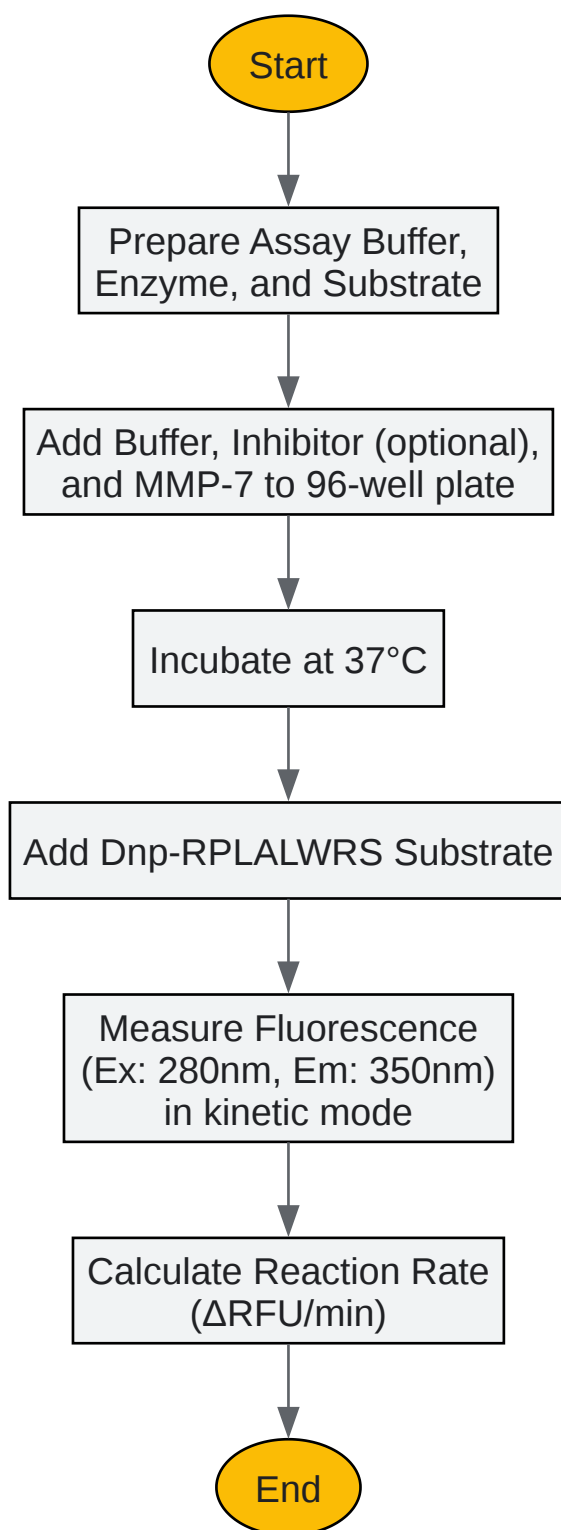 Start
Prepare Assay Buffer,
Enzyme, and Substrate
Add Buffer, Inhibitor (optional),
and MMP-7 to 96-well plate
Incubate at 37°C
Add Dnp-RPLALWRS Substrate
Measure Fluorescence
(Ex: 280nm, Em: 350nm)
in kinetic mode
Calculate Reaction Rate
(ΔRFU/min)
End